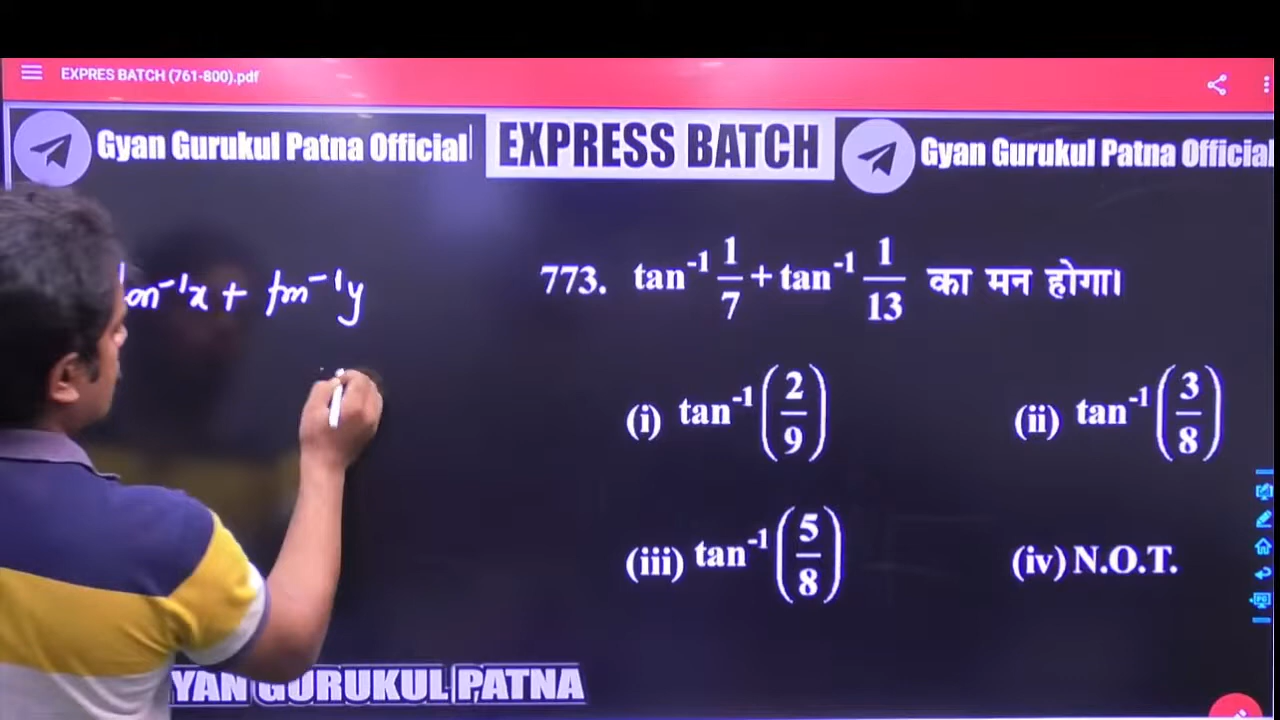 EXPRES BATCH (761-800).pdf
Gyan Gurukul Patna Official
EXPRESS BATCH
Gyan Gurukul Patna Official
an⁻¹x + tan⁻¹y
773. tan⁻¹ 1/7 + tan⁻¹ 1/13 का मन होगा।
(i) tan⁻¹ (2/9) (ii) tan⁻¹ (3/8)
(iii) tan⁻¹ (5/8) (iv) N.O.T.
YAN GURUKUL PATNA